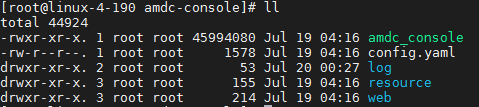 [root@linux-4-190 amdc-console]# ll
total 44924
-rwxr-xr-x. 1 root root 45994080 Jul 19 04:16 amdc_console
-rw-r--r--. 1 root root     1578 Jul 19 04:16 config.yaml
drwxr-xr-x. 2 root root       53 Jul 20 00:27 log
drwxr-xr-x. 3 root root      155 Jul 19 04:16 resource
drwxr-xr-x. 3 root root      214 Jul 19 04:16 web